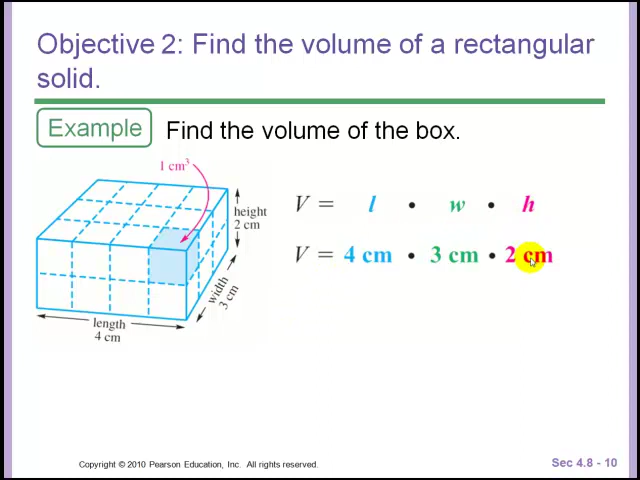 Objective 2: Find the volume of a rectangular
solid.
Example
Find the volume of the box.
1 cm³
height
2 cm
width
3 cm
length
4 cm
V = l • w • h
V = 4 cm • 3 cm • 2 cm
Copyright © 2010 Pearson Education, Inc. All rights reserved.
Sec 4.8 - 10